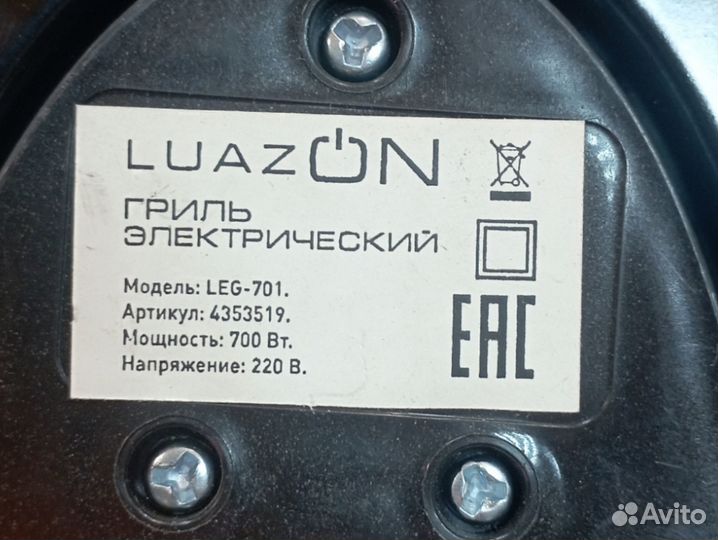 LUAZON
ГРИЛЬ
ЭЛЕКТРИЧЕСКИЙ
Модель: LEG-701.
Артикул: 4353519.
Мощность: 700 Вт.
Напряжение: 220 В.
EAC
Avito